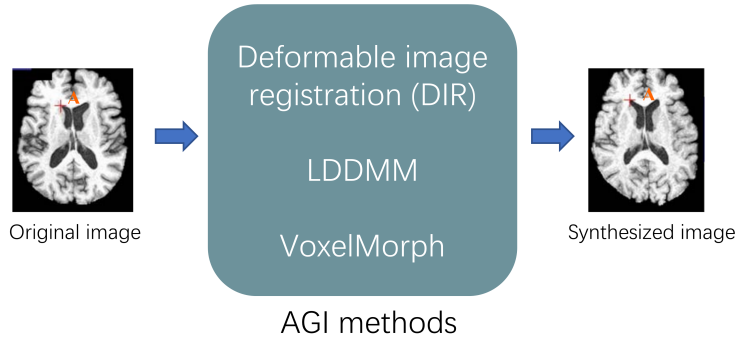 A
Original image
Deformable image
registration (DIR)
LDDMM
VoxelMorph
AGI methods
A
Synthesized image